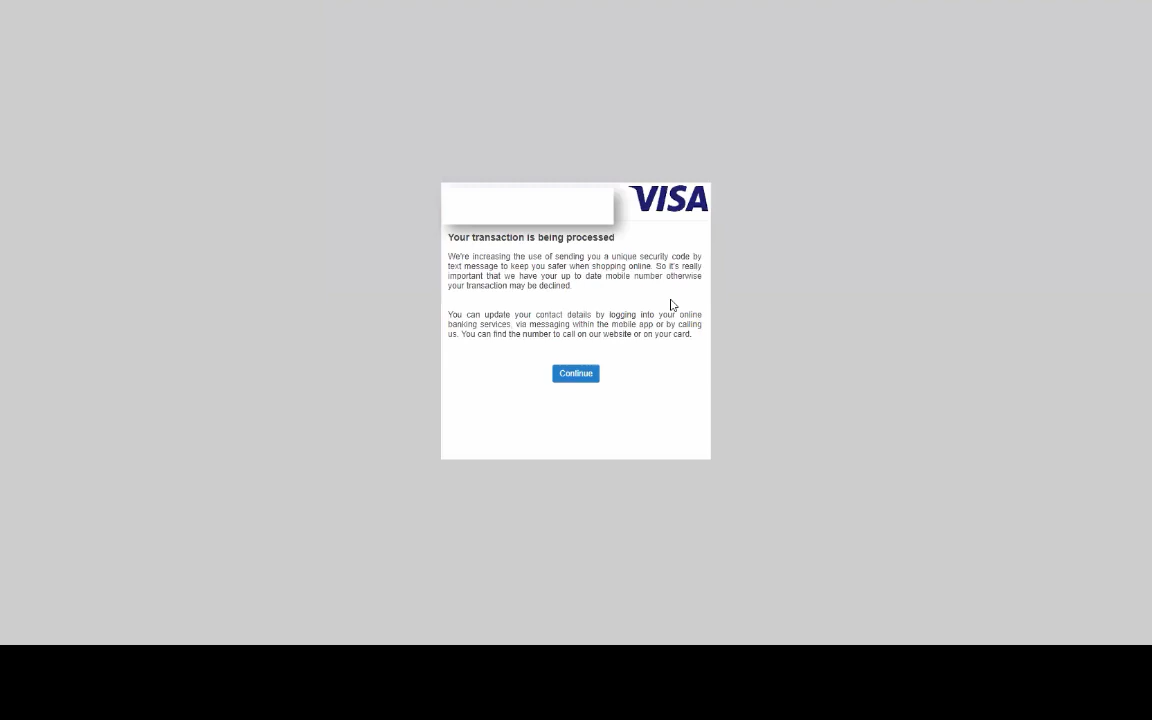 VISA
Your transaction is being processed
We're increasing the use of sending you a unique security code by
text message to keep you safer when shopping online. So it's really
important that we have your up to date mobile number otherwise
your transaction may be declined.
You can update your contact details by logging into your online
banking services, via messaging within the mobile app or by calling
us. You can find the number to call on our website or on your card.
Continue